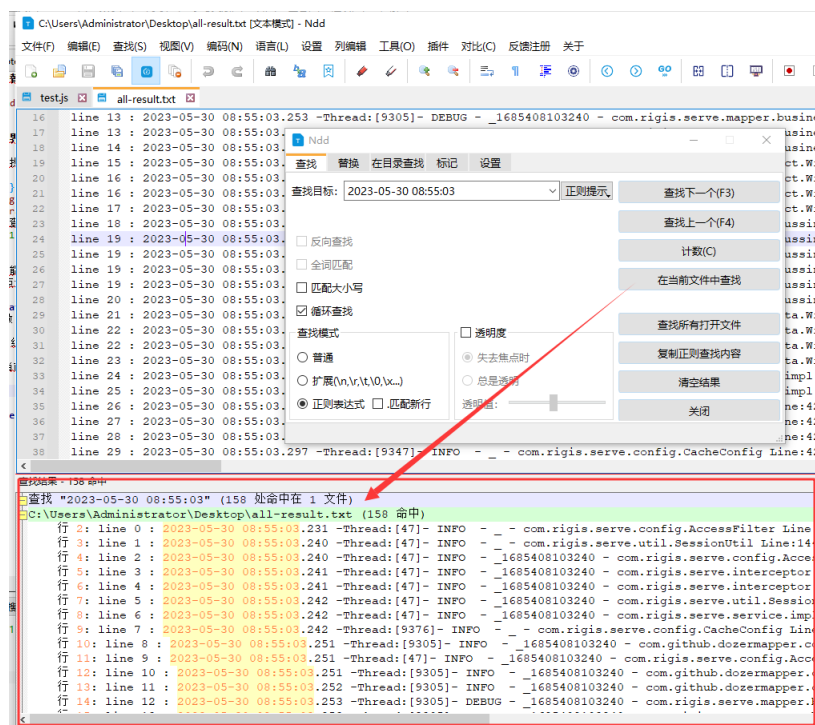 C:\Users\Administrator\Desktop\all-result.txt [文本模式] - Ndd
文件(F) 编辑(E) 查找(S) 视图(V) 编码(N) 语言(L) 设置 列编辑 工具(O) 插件 对比(C) 反馈注册 关于
test.js all-result.txt
16 line 13 : 2023-05-30 08:55:03.253 -Thread:[9305]- DEBUG - _1685408103240 - com.rigis.serve.mapper.busine
17 line 13 : 2023-05-30 08:55:03.
18 line 14 : 2023-05-30 08:55:03.
19 line 15 : 2023-05-30 08:55:03.
20 line 16 : 2023-05-30 08:55:03.
21 line 16 : 2023-05-30 08:55:03.
22 line 17 : 2023-05-30 08:55:03.
23 line 18 : 2023-05-30 08:55:03.
24 line 19 : 2023-05-30 08:55:03.
25 line 19 : 2023-05-30 08:55:03.
26 line 19 : 2023-05-30 08:55:03.
27 line 19 : 2023-05-30 08:55:03.
28 line 20 : 2023-05-30 08:55:03.
29 line 21 : 2023-05-30 08:55:03.
30 line 22 : 2023-05-30 08:55:03.
31 line 22 : 2023-05-30 08:55:03.
32 line 23 : 2023-05-30 08:55:03.
33 line 24 : 2023-05-30 08:55:03.
34 line 25 : 2023-05-30 08:55:03.
35 line 26 : 2023-05-30 08:55:03.
36 line 27 : 2023-05-30 08:55:03.
37 line 28 : 2023-05-30 08:55:03.
38 line 29 : 2023-05-30 08:55:03.297 -Thread:[9347]- INFO - _ - com.rigis.serve.config.CacheConfig Line:42
Ndd
查找 替换 在目录查找 标记 设置
查找目标: 2023-05-30 08:55:03 正则提示
查找下一个(F3)
查找上一个(F4)
反向查找
计数(C)
全词匹配
在当前文件中查找
匹配大小写
循环查找
查找所有打开文件
查找模式 透明度
普通 失去焦点时
复制正则查找内容
扩展(\n,\r,\t,\0,\x...) 总是透明
清空结果
正则表达式 .匹配新行 透明值:
关闭
查找结果 - 158 命中
查找 "2023-05-30 08:55:03" (158 处命中在 1 文件)
C:\Users\Administrator\Desktop\all-result.txt (158 命中)
行 2: line 0 : 2023-05-30 08:55:03.231 -Thread:[47]- INFO - _ - com.rigis.serve.config.AccessFilter Line
行 3: line 1 : 2023-05-30 08:55:03.240 -Thread:[47]- INFO - _ - com.rigis.serve.util.SessionUtil Line:14
行 4: line 2 : 2023-05-30 08:55:03.240 -Thread:[47]- INFO - _1685408103240 - com.rigis.serve.config.Acce
行 5: line 3 : 2023-05-30 08:55:03.241 -Thread:[47]- INFO - _1685408103240 - com.rigis.serve.interceptor
行 6: line 4 : 2023-05-30 08:55:03.241 -Thread:[47]- INFO - _1685408103240 - com.rigis.serve.interceptor
行 7: line 5 : 2023-05-30 08:55:03.242 -Thread:[47]- INFO - _1685408103240 - com.rigis.serve.util.Sessio
行 8: line 6 : 2023-05-30 08:55:03.242 -Thread:[47]- INFO - _1685408103240 - com.rigis.serve.service.imp
行 9: line 7 : 2023-05-30 08:55:03.242 -Thread:[9376]- INFO - _ - com.rigis.serve.config.CacheConfig Lin
行 10: line 8 : 2023-05-30 08:55:03.251 -Thread:[9305]- INFO - _1685408103240 - com.github.dozermapper.c
行 11: line 9 : 2023-05-30 08:55:03.251 -Thread:[47]- INFO - _1685408103240 - com.rigis.serve.config.Acc
行 12: line 10 : 2023-05-30 08:55:03.251 -Thread:[9305]- INFO - _1685408103240 - com.github.dozermapper.
行 13: line 11 : 2023-05-30 08:55:03.252 -Thread:[9305]- INFO - _1685408103240 - com.github.dozermapper.
行 14: line 12 : 2023-05-30 08:55:03.253 -Thread:[9305]- DEBUG - _1685408103240 - com.rigis.serve.mapper.